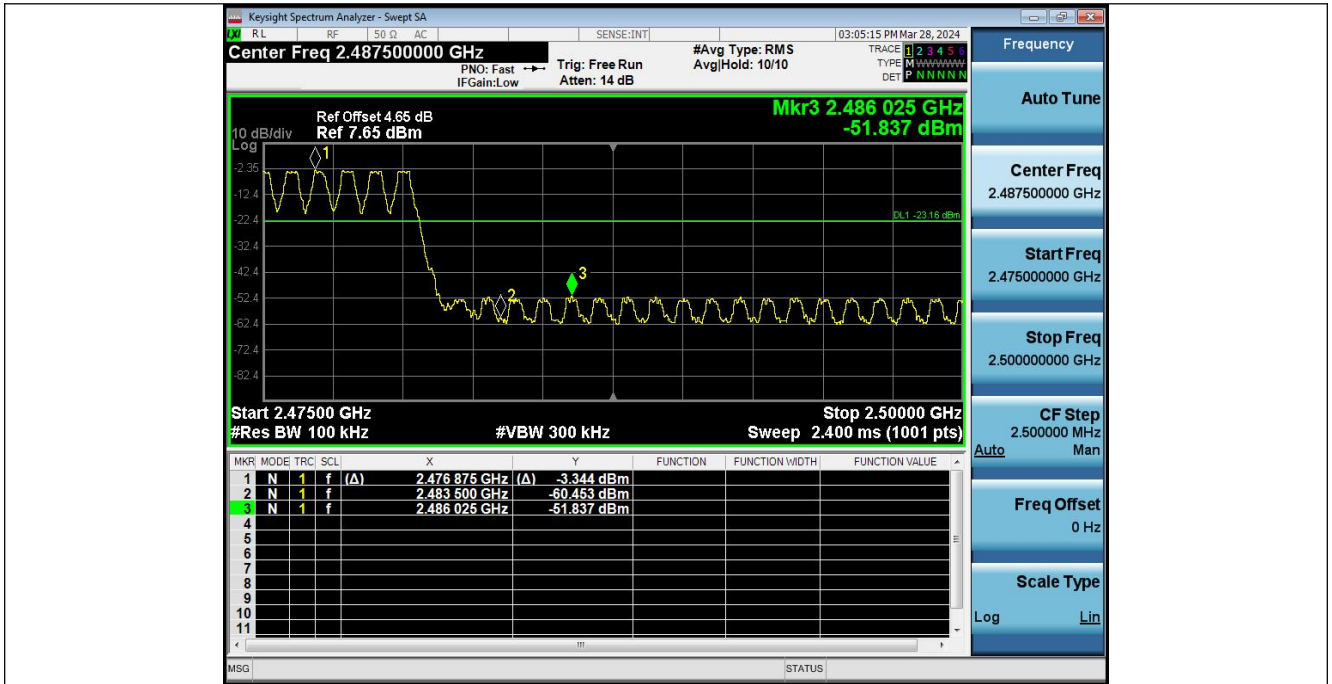 Keysight Spectrum Analyzer - Swept SA
LXI RL RF 50 Ω AC SENSE:INT 03:05:15 PM Mar 28, 2024
Center Freq 2.487500000 GHz
PNO: Fast
IFGain:Low
Trig: Free Run
Atten: 14 dB
#Avg Type: RMS
Avg|Hold: 10/10
TRACE 1 2 3 4 5 6
TYPE M WWWWW
DET P N N N N N
Mkr3 2.486 025 GHz
-51.837 dBm
Ref Offset 4.65 dB
10 dB/div Ref 7.65 dBm
Log
1
-2.35
-12.4
-22.4
DL1 -23.16 dBm
-32.4
-42.4
3
-52.4
2
-62.4
-72.4
-82.4
Start 2.47500 GHz Stop 2.50000 GHz
#Res BW 100 kHz #VBW 300 kHz Sweep 2.400 ms (1001 pts)
MKR MODE TRC SCL X Y FUNCTION FUNCTION WIDTH FUNCTION VALUE
1 N 1 f (Δ) 2.476 875 GHz (Δ) -3.344 dBm
2 N 1 f 2.483 500 GHz -60.453 dBm
3 N 1 f 2.486 025 GHz -51.837 dBm
4
5
6
7
8
9
10
11
MSG STATUS
Frequency
Auto Tune
Center Freq
2.487500000 GHz
Start Freq
2.475000000 GHz
Stop Freq
2.500000000 GHz
CF Step
2.500000 MHz
Auto Man
Freq Offset
0 Hz
Scale Type
Log Lin